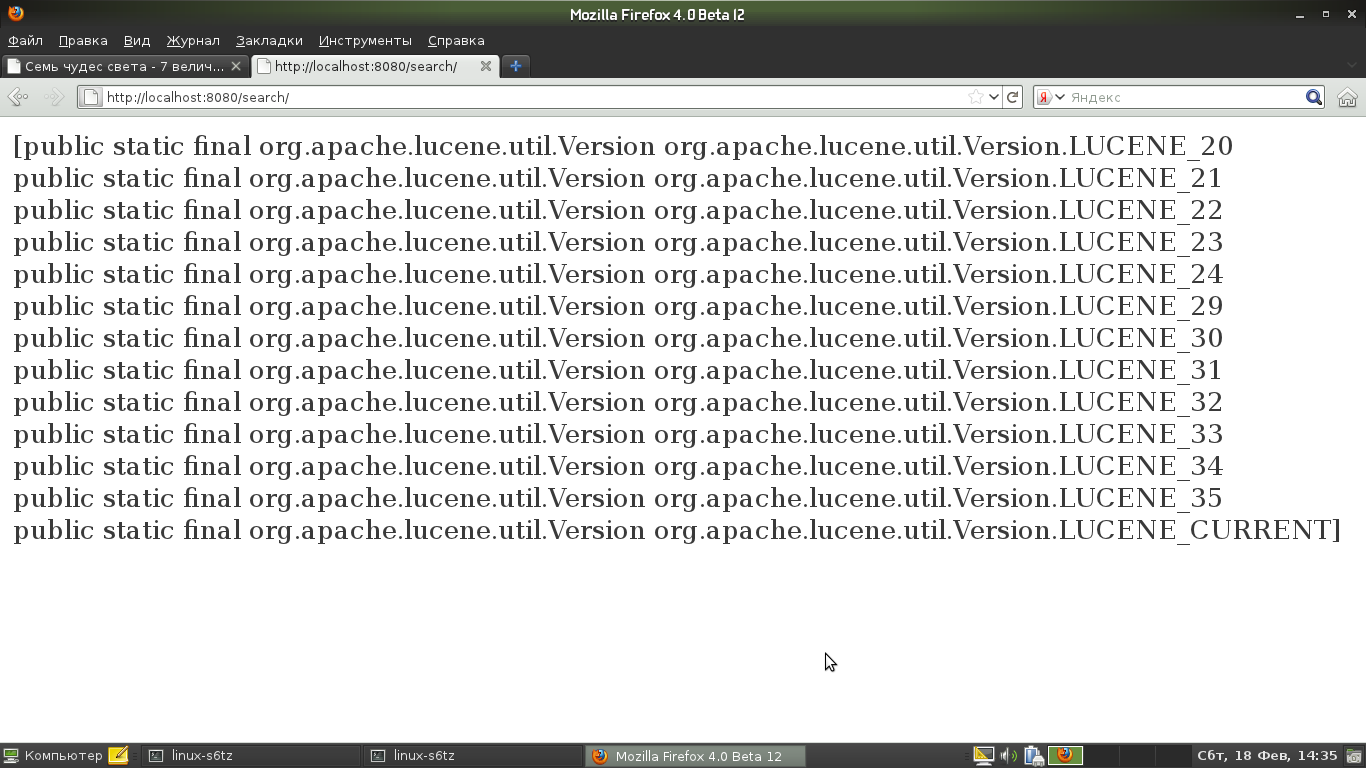 Mozilla Firefox 4.0 Beta 12
Файл Правка Вид Журнал Закладки Инструменты Справка
Семь чудес света - 7 велич... http://localhost:8080/search/
http://localhost:8080/search/ Яндекс
[public static final org.apache.lucene.util.Version org.apache.lucene.util.Version.LUCENE_20
public static final org.apache.lucene.util.Version org.apache.lucene.util.Version.LUCENE_21
public static final org.apache.lucene.util.Version org.apache.lucene.util.Version.LUCENE_22
public static final org.apache.lucene.util.Version org.apache.lucene.util.Version.LUCENE_23
public static final org.apache.lucene.util.Version org.apache.lucene.util.Version.LUCENE_24
public static final org.apache.lucene.util.Version org.apache.lucene.util.Version.LUCENE_29
public static final org.apache.lucene.util.Version org.apache.lucene.util.Version.LUCENE_30
public static final org.apache.lucene.util.Version org.apache.lucene.util.Version.LUCENE_31
public static final org.apache.lucene.util.Version org.apache.lucene.util.Version.LUCENE_32
public static final org.apache.lucene.util.Version org.apache.lucene.util.Version.LUCENE_33
public static final org.apache.lucene.util.Version org.apache.lucene.util.Version.LUCENE_34
public static final org.apache.lucene.util.Version org.apache.lucene.util.Version.LUCENE_35
public static final org.apache.lucene.util.Version org.apache.lucene.util.Version.LUCENE_CURRENT]
Компьютер linux-s6tz linux-s6tz Mozilla Firefox 4.0 Beta 12 Сбт, 18 Фев, 14:35